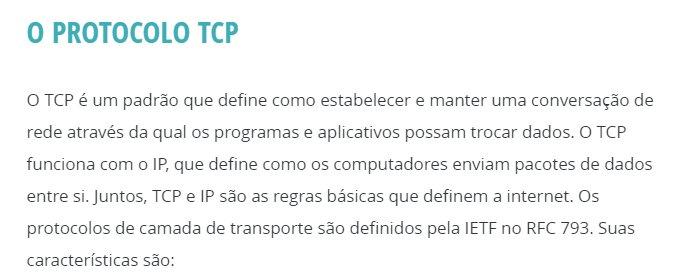 O PROTOCOLO TCP
O TCP é um padrão que define como estabelecer e manter uma conversação de
rede através da qual os programas e aplicativos possam trocar dados. O TCP
funciona com o IP, que define como os computadores enviam pacotes de dados
entre si. Juntos, TCP e IP são as regras básicas que definem a internet. Os
protocolos de camada de transporte são definidos pela IETF no RFC 793. Suas
características são: